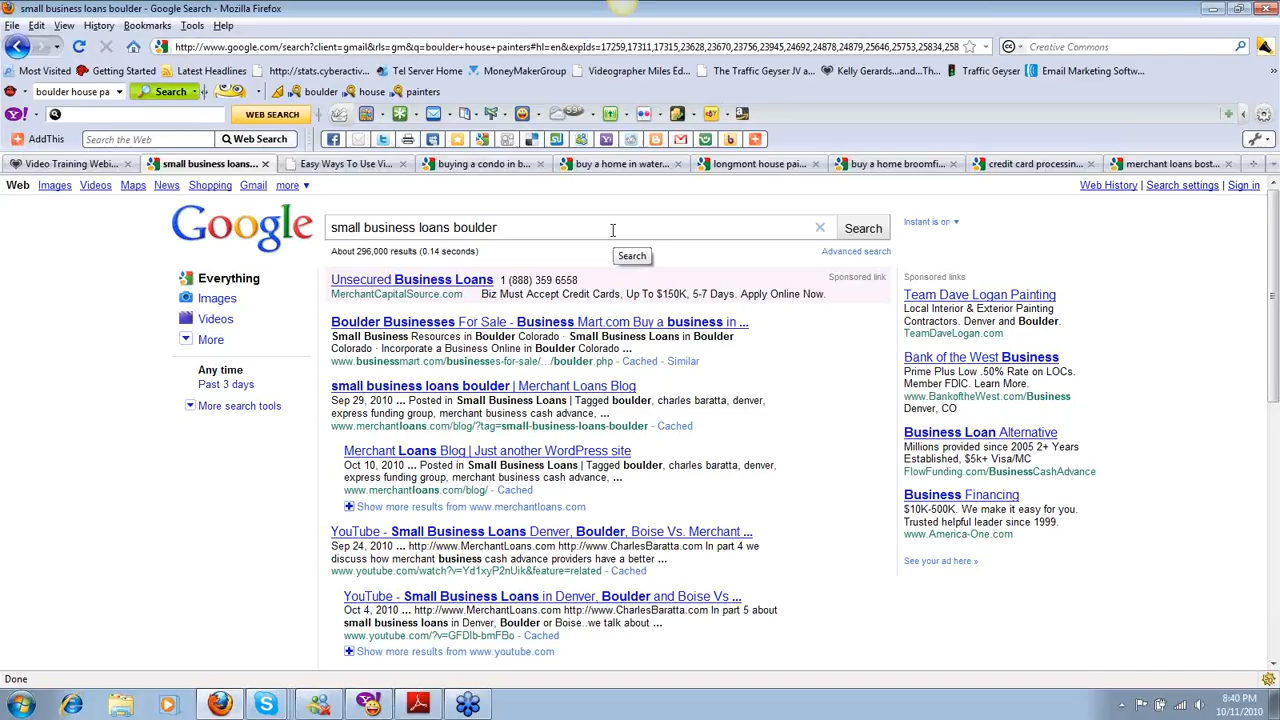 small business loans boulder - Google Search - Mozilla Firefox
File Edit View History Bookmarks Tools Help
http://www.google.com/search?client=gmail&rls=gm&q=boulder+house+painters+hl=en&expIds=17259,17311,17315,23628,23670,23756,23945,24692,24878,24879,25646,25753,25834,258
Creative Commons
Most Visited Getting Started Latest Headlines http://stats.cyberactiv... Tel Server Home MoneyMakerGroup Videographer Miles Ed... The Traffic Geyser JV a... Kelly Gerards...and Th... Traffic Geyser Email Marketing Softw...
boulder house pa Search boulder house painters
WEB SEARCH 99+
AddThis Search the Web Web Search
Video Training Webi... small business loans... Easy Ways To Use Vi... buying a condo in b... buy a home in water... longmont house pai... buy a home broomfi... credit card processin... merchant loans bost...
Web Images Videos Maps News Shopping Gmail more Web History | Search settings | Sign in
Google small business loans boulder Search Instant is on
About 296,000 results (0.14 seconds) Search Advanced search
Everything
Images
Videos
More
Any time
Past 3 days
More search tools
Unsecured Business Loans 1 (888) 359 6558 Sponsored link
MerchantCapitalSource.com Biz Must Accept Credit Cards, Up To $150K, 5-7 Days. Apply Online Now.
Boulder Businesses For Sale - Business Mart.com Buy a business in ...
Small Business Resources in Boulder Colorado · Small Business Loans in Boulder
Colorado · Incorporate a Business Online in Boulder Colorado ...
www.businessmart.com/businesses-for-sale/.../boulder.php - Cached - Similar
small business loans boulder | Merchant Loans Blog
Sep 29, 2010 ... Posted in Small Business Loans | Tagged boulder, charles baratta, denver,
express funding group, merchant business cash advance, ...
www.merchantloans.com/blog/?tag=small-business-loans-boulder - Cached
Merchant Loans Blog | Just another WordPress site
Oct 10, 2010 ... Posted in Small Business Loans | Tagged boulder, charles baratta, denver,
express funding group, merchant business cash advance, ...
www.merchantloans.com/blog/ - Cached
Show more results from www.merchantloans.com
YouTube - Small Business Loans Denver, Boulder, Boise Vs. Merchant ...
Sep 24, 2010 ... http://www.MerchantLoans.com http://www.CharlesBaratta.com In part 4 we
discuss how merchant business cash advance providers have a better ...
www.youtube.com/watch?v=Yd1xyP2nUik&feature=related - Cached
YouTube - Small Business Loans in Denver, Boulder and Boise Vs ...
Oct 4, 2010 ... http://www.MerchantLoans.com http://www.CharlesBaratta.com In part 5 about
small business loans in Denver, Boulder or Boise..we talk about ...
www.youtube.com/?v=GFDIb-bmFBo - Cached
Show more results from www.youtube.com
Sponsored links
Team Dave Logan Painting
Local Interior & Exterior Painting
Contractors. Denver and Boulder.
TeamDaveLogan.com
Bank of the West Business
Prime Plus Low .50% Rate on LOCs.
Member FDIC. Learn More.
www.BankoftheWest.com/Business
Denver, CO
Business Loan Alternative
Millions provided since 2005 2+ Years
Established, $5k+ Visa/MC
FlowFunding.com/BusinessCashAdvance
Business Financing
$10K-500K. We make it easy for you.
Trusted helpful leader since 1999.
www.America-One.com
See your ad here »
Done
8:40 PM
10/11/2010